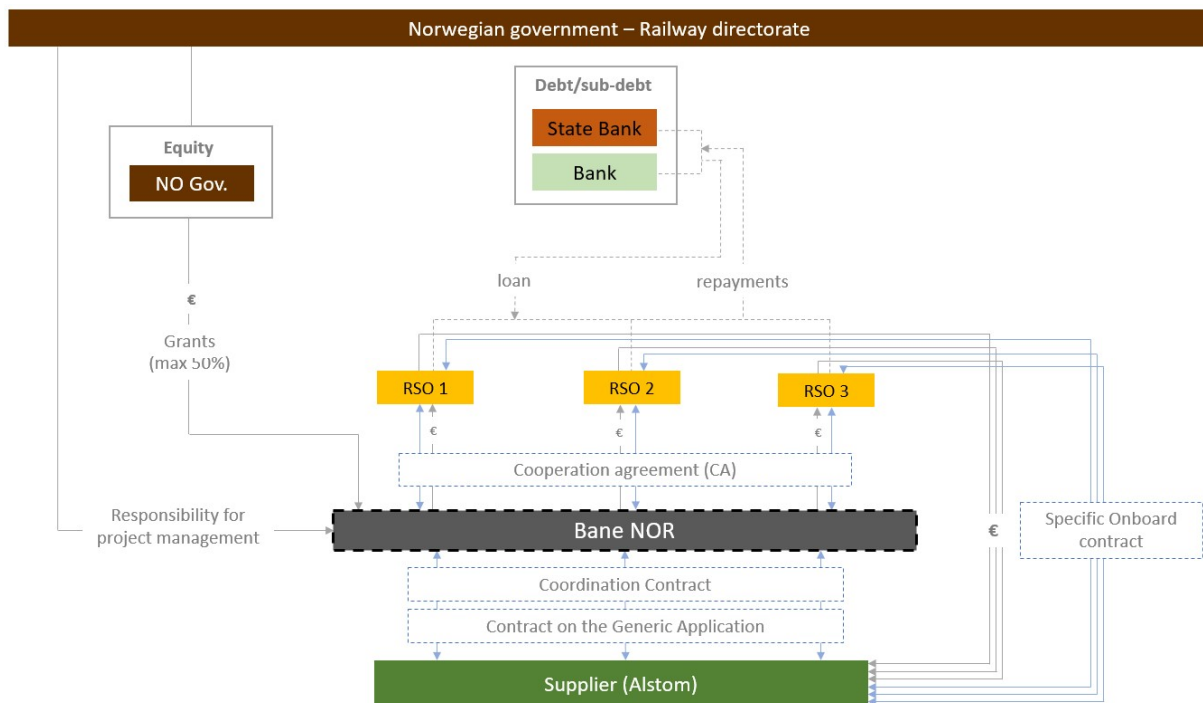 Norwegian government – Railway directorate
Debt/sub-debt
State Bank
Bank
Equity
NO Gov.
loan
repayments
€
Grants
(max 50%)
RSO 1
RSO 2
RSO 3
€
€
€
Cooperation agreement (CA)
Responsibility for
project management
Bane NOR
€
Specific Onboard
contract
Coordination Contract
Contract on the Generic Application
Supplier (Alstom)